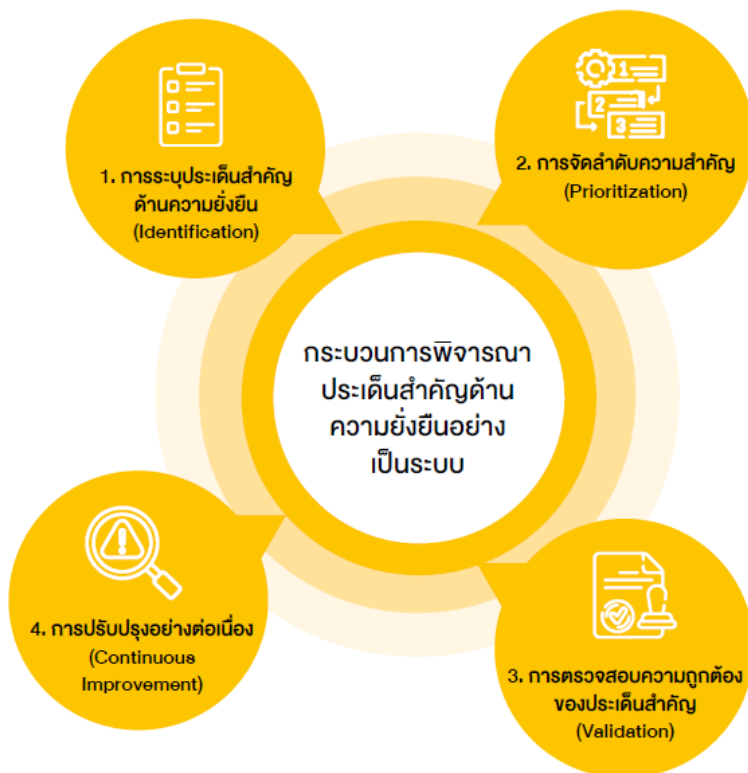 1. การระบุประเด็นสำคัญ
ด้านความยั่งยืน
(Identification)
1
2
3
2. การจัดลำดับความสำคัญ
(Prioritization)
กระบวนการพิจารณา
ประเด็นสำคัญด้าน
ความยั่งยืนอย่าง
เป็นระบบ
3. การตรวจสอบความถูกต้อง
ของประเด็นสำคัญ
(Validation)
4. การปรับปรุงอย่างต่อเนื่อง
(Continuous
Improvement)